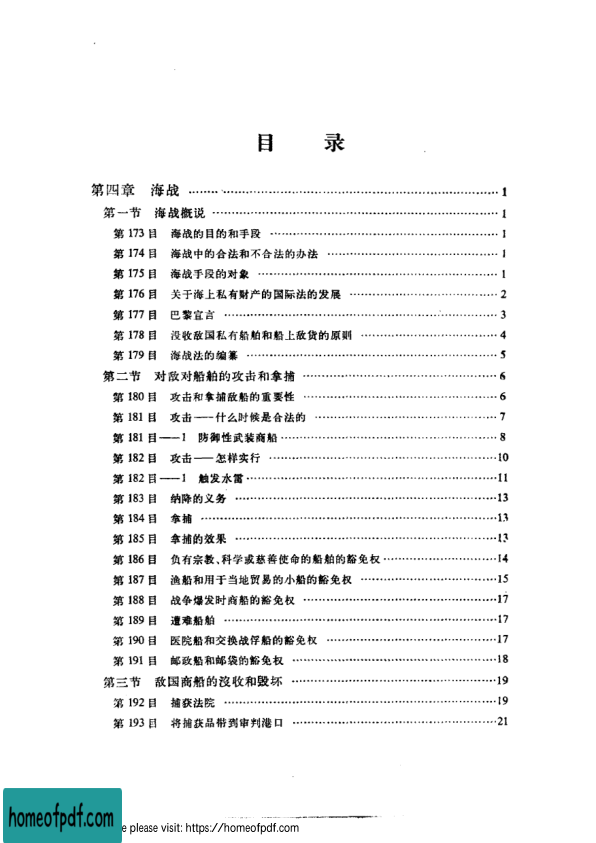 目 录
第四章 海战 ……………………………………………… 1
第一节 海战概说 ……………………………………………… 1
第 173 目 海战的目的和手段 ……………………………………… 1
第 174 目 海战中的合法和不合法的办法 ……………………………… 1
第 175 目 海战手段的对象 ……………………………………… 1
第 176 目 关于海上私有财产的国际法的发展 …………………………… 2
第 177 目 巴黎宣言 ……………………………………… 3
第 178 目 没收敌国私有船舶和船上敌货的原则 ………………………… 4
第 179 目 海战法的编纂 ……………………………………… 5
第二节 对敌对船舶的攻击和拿捕 ……………………………………… 6
第 180 目 攻击和拿捕敌船的重要性 ……………………………… 6
第 181 目 攻击——什么时候是合法的 ……………………………… 7
第 181 目——1 防御性武装商船 ……………………………… 8
第 182 目 攻击——怎样实行 ……………………………………… 10
第 182 目——1 触发水雷 ……………………………………… 11
第 183 目 纳降的义务 ……………………………………… 13
第 184 目 拿捕 ……………………………………… 13
第 185 目 拿捕的效果 ……………………………………… 13
第 186 目 负有宗教、科学或慈善使命的船舶的豁免权 …………………… 14
第 187 目 渔船和用于当地贸易的小船的豁免权 ………………………… 15
第 188 目 战争爆发时商船的豁免权 ……………………………… 17
第 189 目 遭难船舶 ……………………………………… 17
第 190 目 医院船和交换战俘船的豁免权 ……………………………… 17
第 191 目 邮政船和邮袋的豁免权 ……………………………… 18
第三节 敌国商船的没收和毁坏 ……………………………………… 19
第 192 目 捕获法院 ……………………………………… 19
第 193 目 将捕获品带到审判港口 ……………………………… 21
homeofpdf.com
e please visit: https://homeofpdf.com